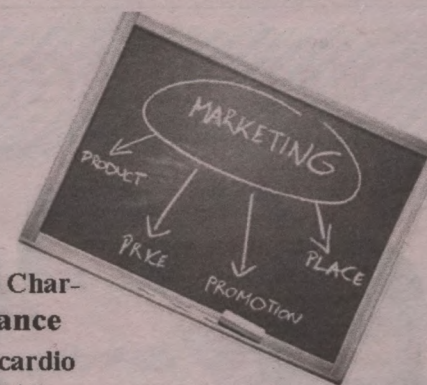 MARKETING
PRODUCT
PRICE
PROMOTION
PLACE
Char-
ance
cardio